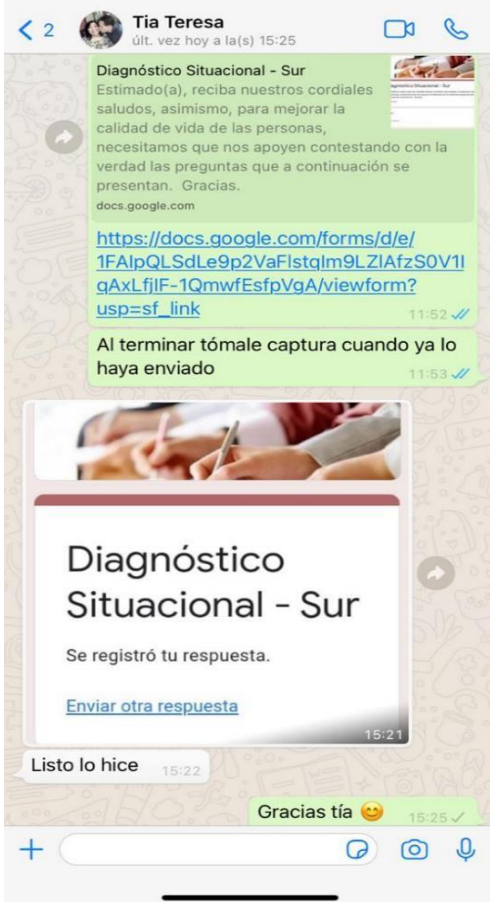 2
Tia Teresa
últ. vez hoy a la(s) 15:25
Diagnóstico Situacional - Sur
Estimado(a), reciba nuestros cordiales
saludos, asimismo, para mejorar la
calidad de vida de las personas,
necesitamos que nos apoyen contestando con la
verdad las preguntas que a continuación se
presentan. Gracias.
docs.google.com
https://docs.google.com/forms/d/e/
1FAIpQLSdLe9p2VaFlstqIm9LZlAfzS0V1I
qAxLfjlF-1QmwfEsfpVgA/viewform?
usp=sf_link
11:52
Al terminar tómale captura cuando ya lo
haya enviado
11:53
Diagnóstico
Situacional - Sur
Se registró tu respuesta.
Enviar otra respuesta
15:21
Listo lo hice 15:22
Gracias tía 😊 15:25